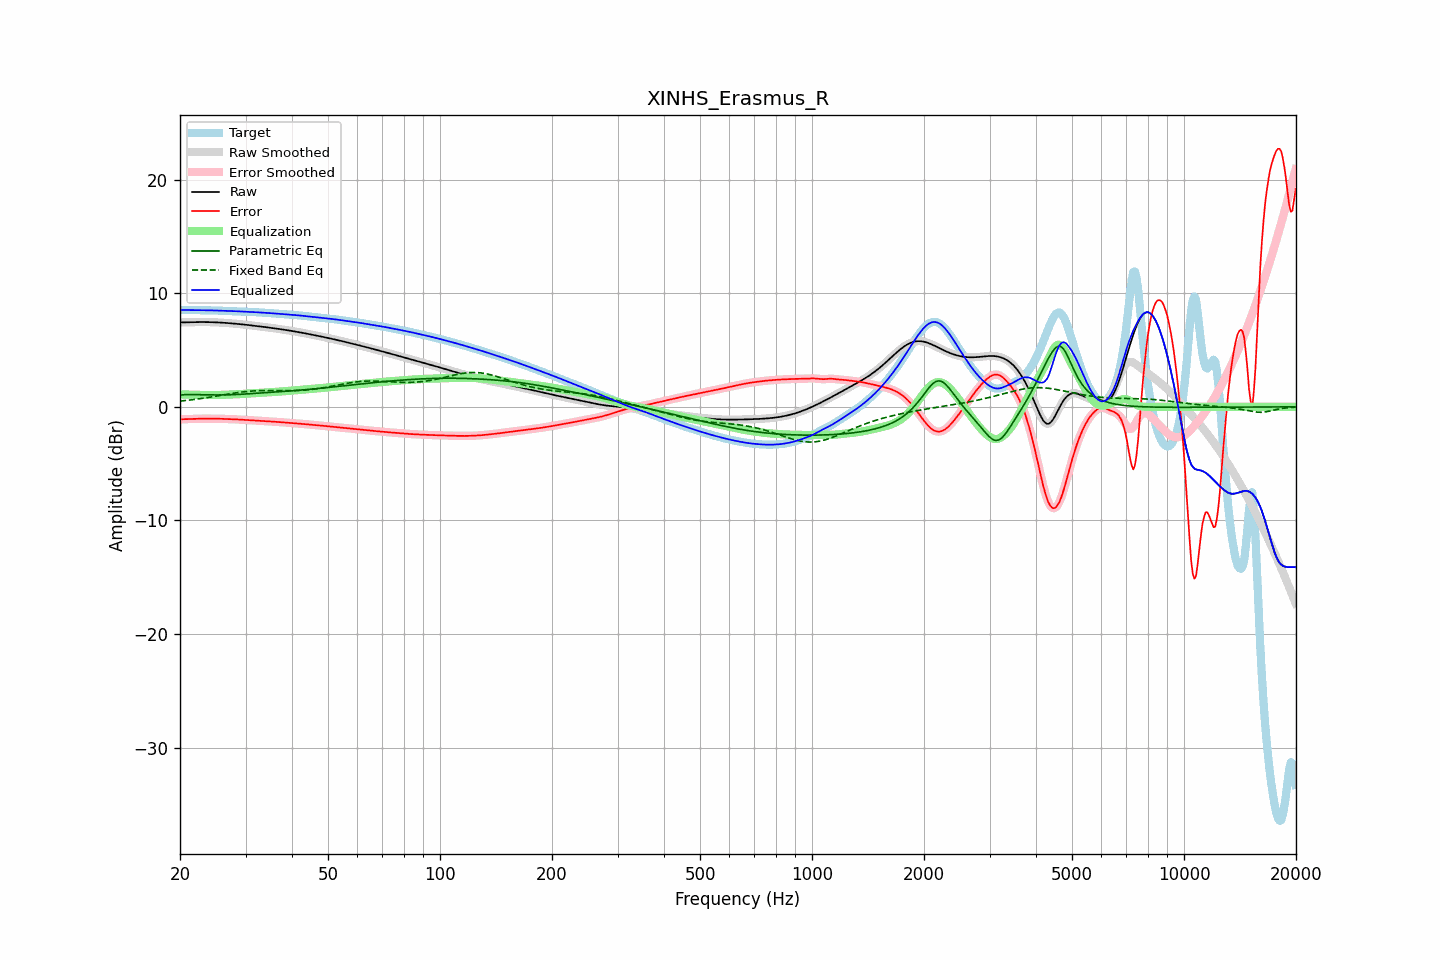 XINHS_Erasmus_R
Target
Raw Smoothed
Error Smoothed
Raw
Error
Equalization
Parametric Eq
Fixed Band Eq
Equalized
20
10
0
−10
−20
−30
Amplitude (dBr)
20
50
100
200
500
1000
2000
5000
10000
20000
Frequency (Hz)